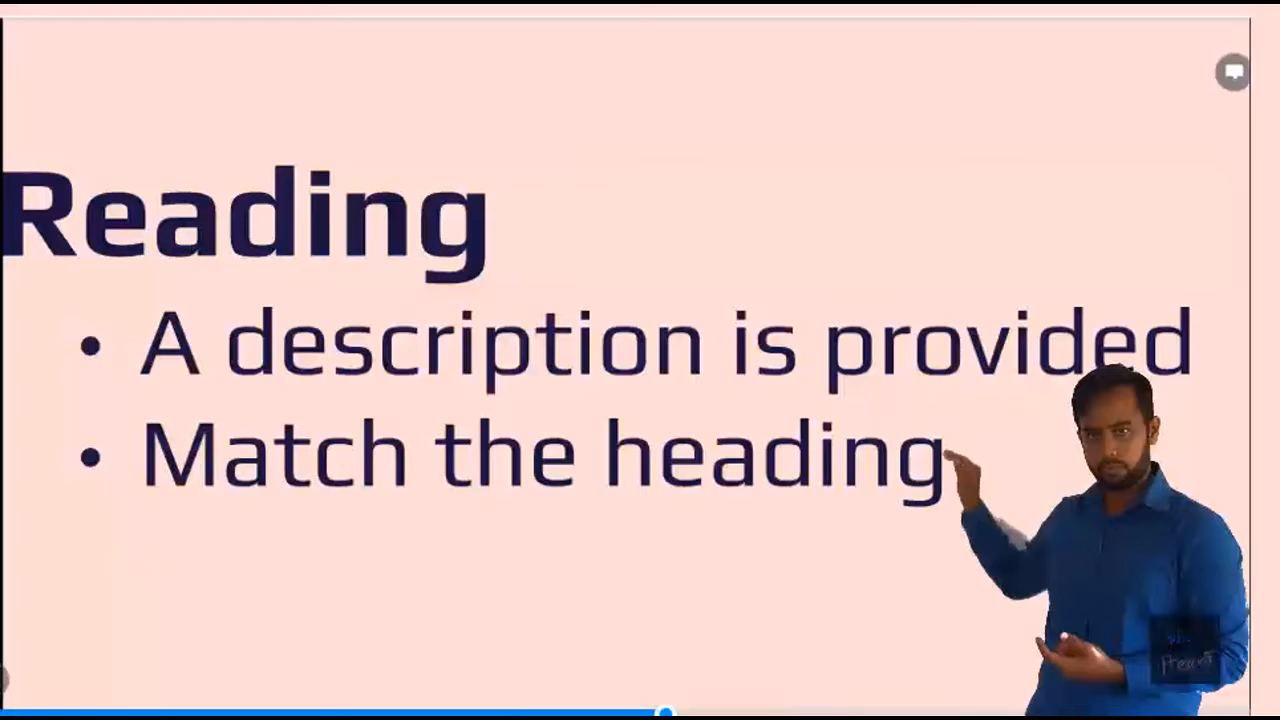 Reading
• A description is provided
• Match the heading